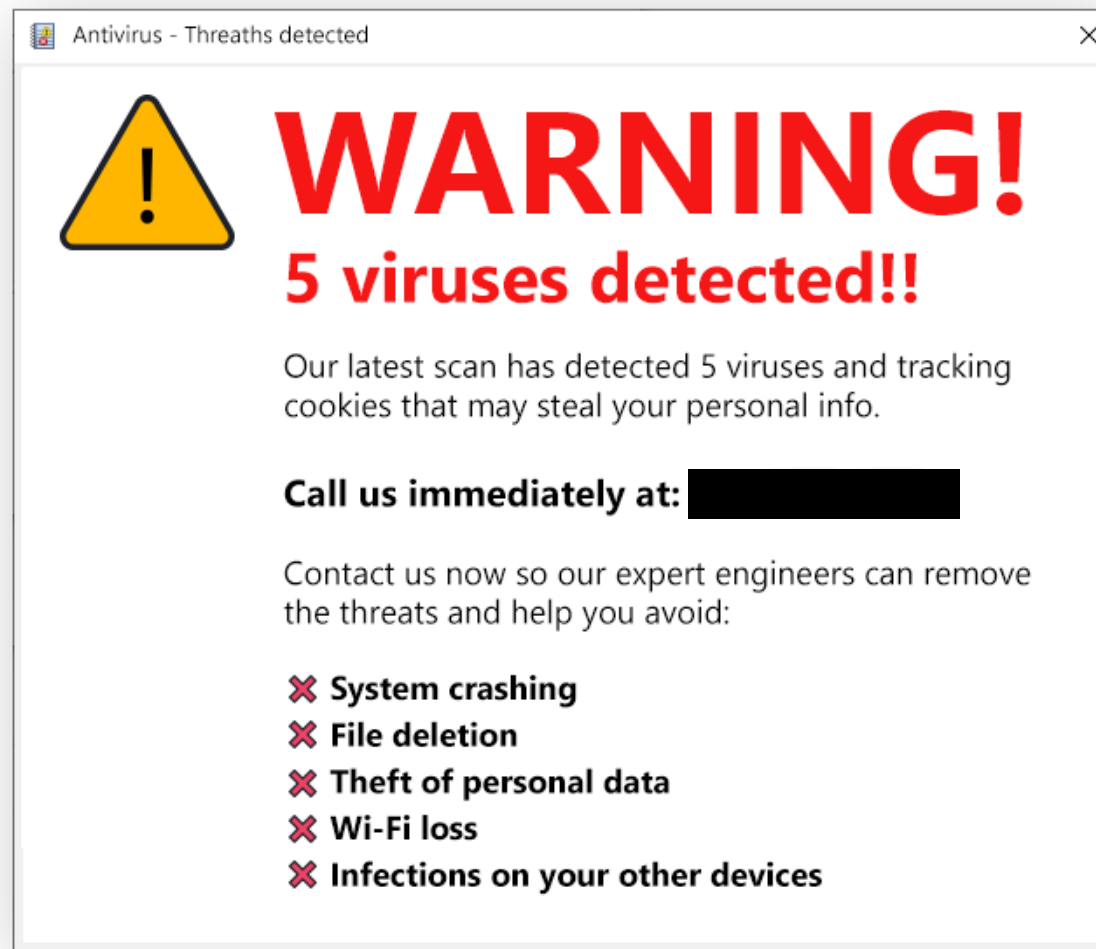 Antivirus - Threaths detected
WARNING!
5 viruses detected!!
Our latest scan has detected 5 viruses and tracking
cookies that may steal your personal info.
Call us immediately at:
Contact us now so our expert engineers can remove
the threats and help you avoid:
System crashing
File deletion
Theft of personal data
Wi-Fi loss
Infections on your other devices